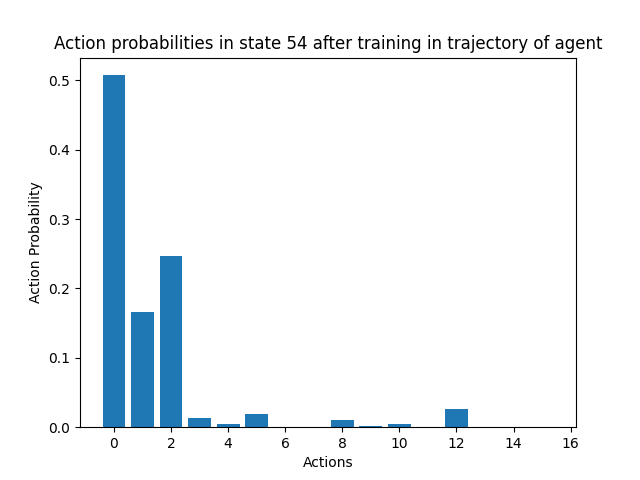 Action probabilities in state 54 after training in trajectory of agent
0.5
0.4
0.3
0.2
0.1
0.0
Action Probability
0 2 4 6 8 10 12 14 16
Actions